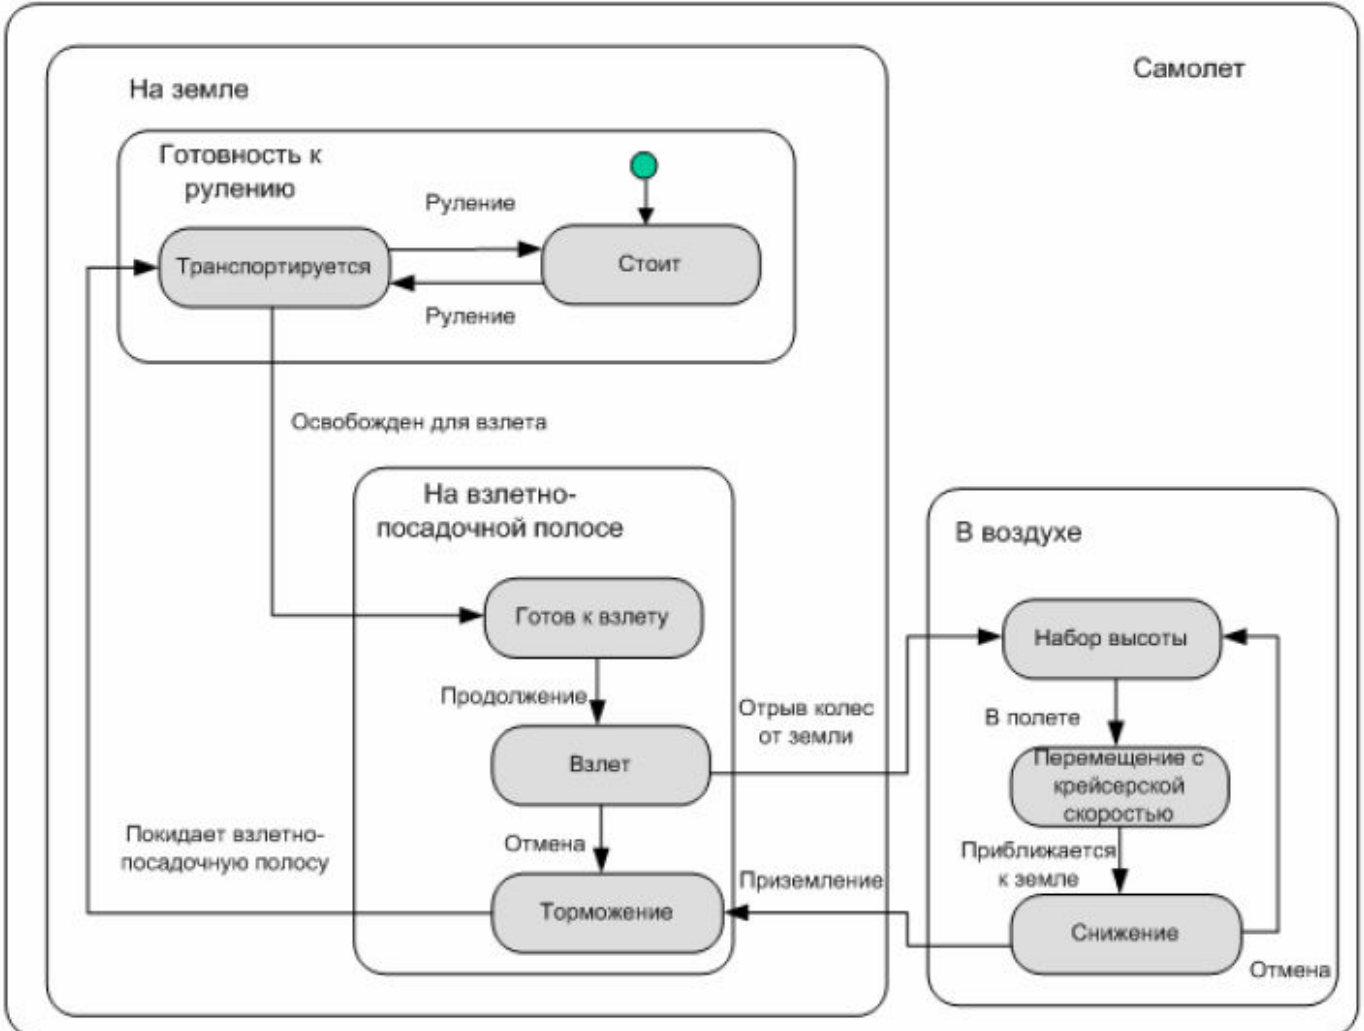 Самолет
На земле
Готовность к
рулению
Руление
Транспортируется
Стоит
Руление
Освобожден для взлета
На взлетно-
посадочной полосе
В воздухе
Готов к взлету
Набор высоты
Продолжение
Отрыв колес
от земли
В полете
Взлет
Перемещение с
крейсерской
скоростью
Покидает взлетно-
посадочную полосу
Отмена
Приближается
к земле
Приземление
Торможение
Снижение
Отмена